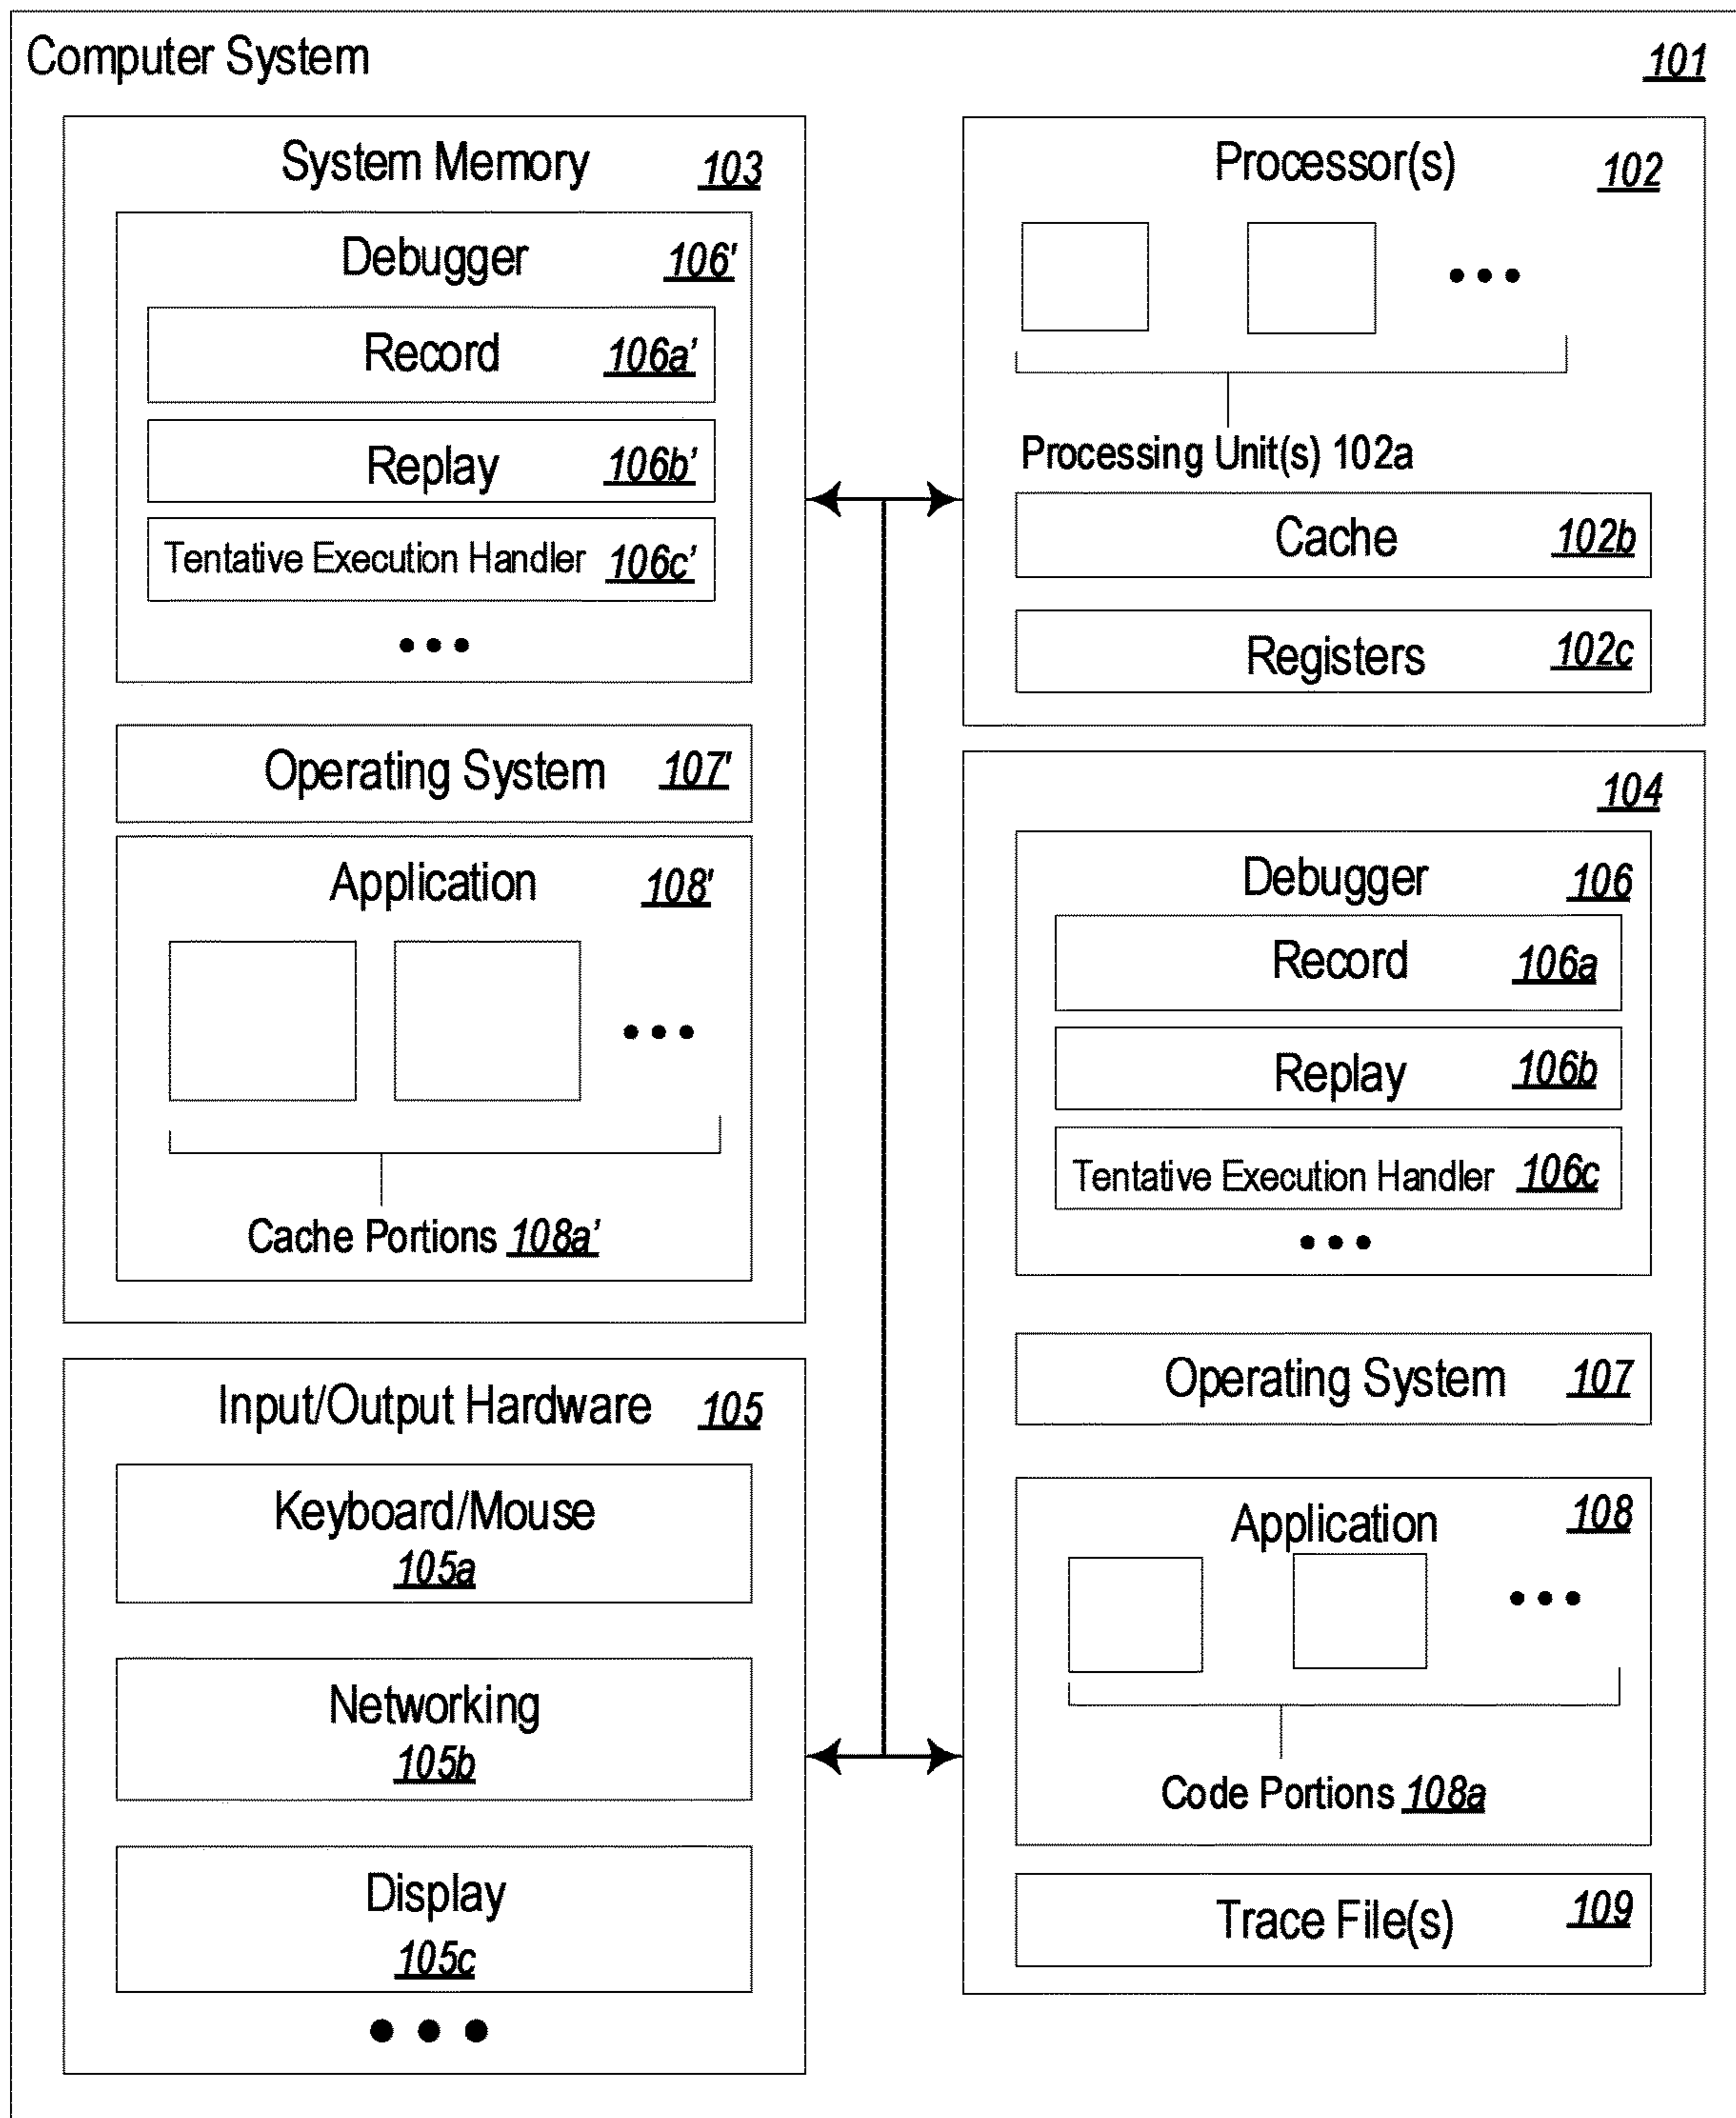 Computer System 101
System Memory 103
Debugger 106'
Record 106a'
Replay 106b'
Tentative Execution Handler 106c'
Operating System 107'
Application 108'
Cache Portions 108a'
Input/Output Hardware 105
Keyboard/Mouse
105a
Networking
105b
Display
105c
Processor(s) 102
Processing Unit(s) 102a
Cache 102b
Registers 102c
104
Debugger 106
Record 106a
Replay 106b
Tentative Execution Handler 106c
Operating System 107
Application 108
Code Portions 108a
Trace File(s) 109